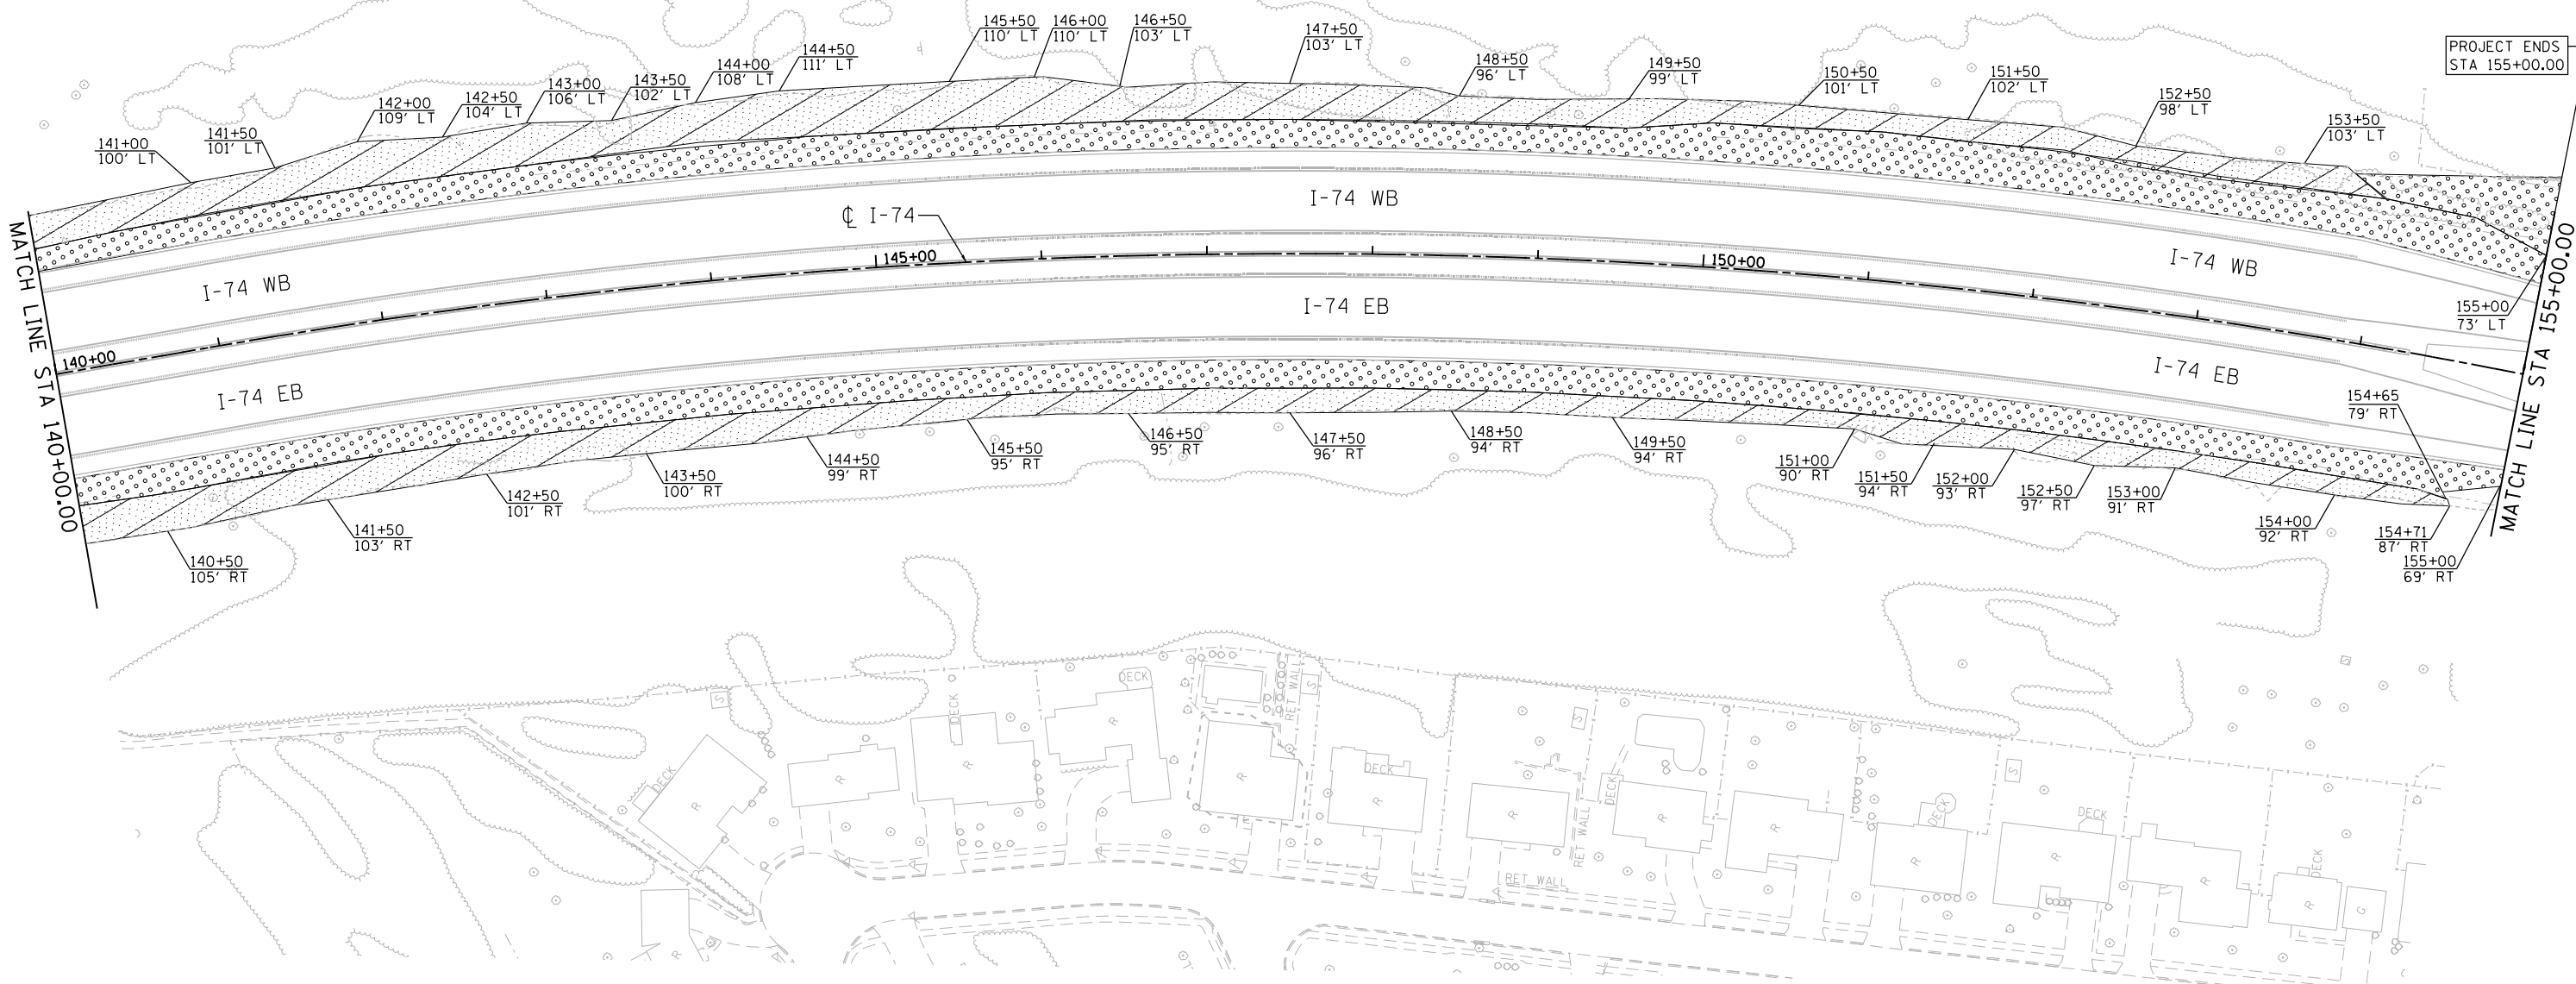 145+50
110' LT
146+00
110' LT
146+50
103' LT
147+50
103' LT
PROJECT ENDS
STA 155+00.00
144+50
111' LT
144+00
108' LT
143+50
102' LT
143+00
106' LT
142+50
104' LT
142+00
109' LT
141+50
101' LT
141+00
100' LT
148+50
96' LT
149+50
99' LT
150+50
101' LT
151+50
102' LT
152+50
98' LT
153+50
103' LT
MATCH LINE STA 140+00.00
I-74 WB
I-74 WB
I-74 WB
℄ I-74
140+00
145+00
150+00
155+00
73' LT
MATCH LINE STA 155+00.00
I-74 EB
I-74 EB
I-74 EB
154+65
79' RT
140+50
105' RT
141+50
103' RT
142+50
101' RT
143+50
100' RT
144+50
99' RT
145+50
95' RT
146+50
95' RT
147+50
96' RT
148+50
94' RT
149+50
94' RT
151+00
90' RT
151+50
94' RT
152+00
93' RT
152+50
97' RT
153+00
91' RT
154+00
92' RT
154+71
87' RT
155+00
69' RT
S
DECK
R
R
DECK
R
DECK
R
RET WALL
S
R
DECK
R
R
S
RET WALL
DECK
R
RET WALL
R
S
DECK
R
DECK
R
R
DECK
R
G
R